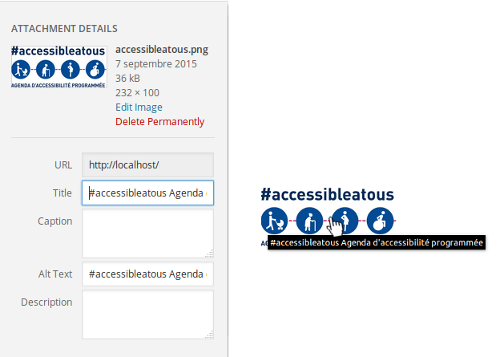 ATTACHMENT DETAILS
#accessibleatous
AGENDA D'ACCESSIBILITÉ PROGRAMMÉE
accessibleatous.png
7 septembre 2015
36 kB
232 × 100
Edit Image
Delete Permanently
URL http://localhost/
Title #accessibleatous Agenda
Caption
Alt Text #accessibleatous Agenda
Description
#accessibleatous
#accessibleatous Agenda d'accessibilité programmée